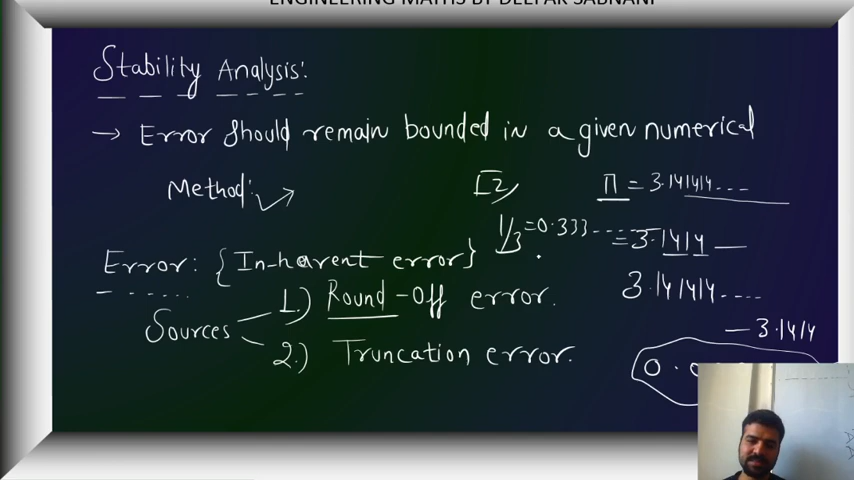 ENGINEERING MATHS BY DEEPAK SABNANI
Stability Analysis:
→ Error should remain bounded in a given numerical
Method:
√2,
π = 3.141414----
1/3 = 0.333------
= 3.1414 —
Error: {In-harent error}
3.141414----
Sources
1.) Round-Off error.
— 3.1414
2.) Truncation error.
0.